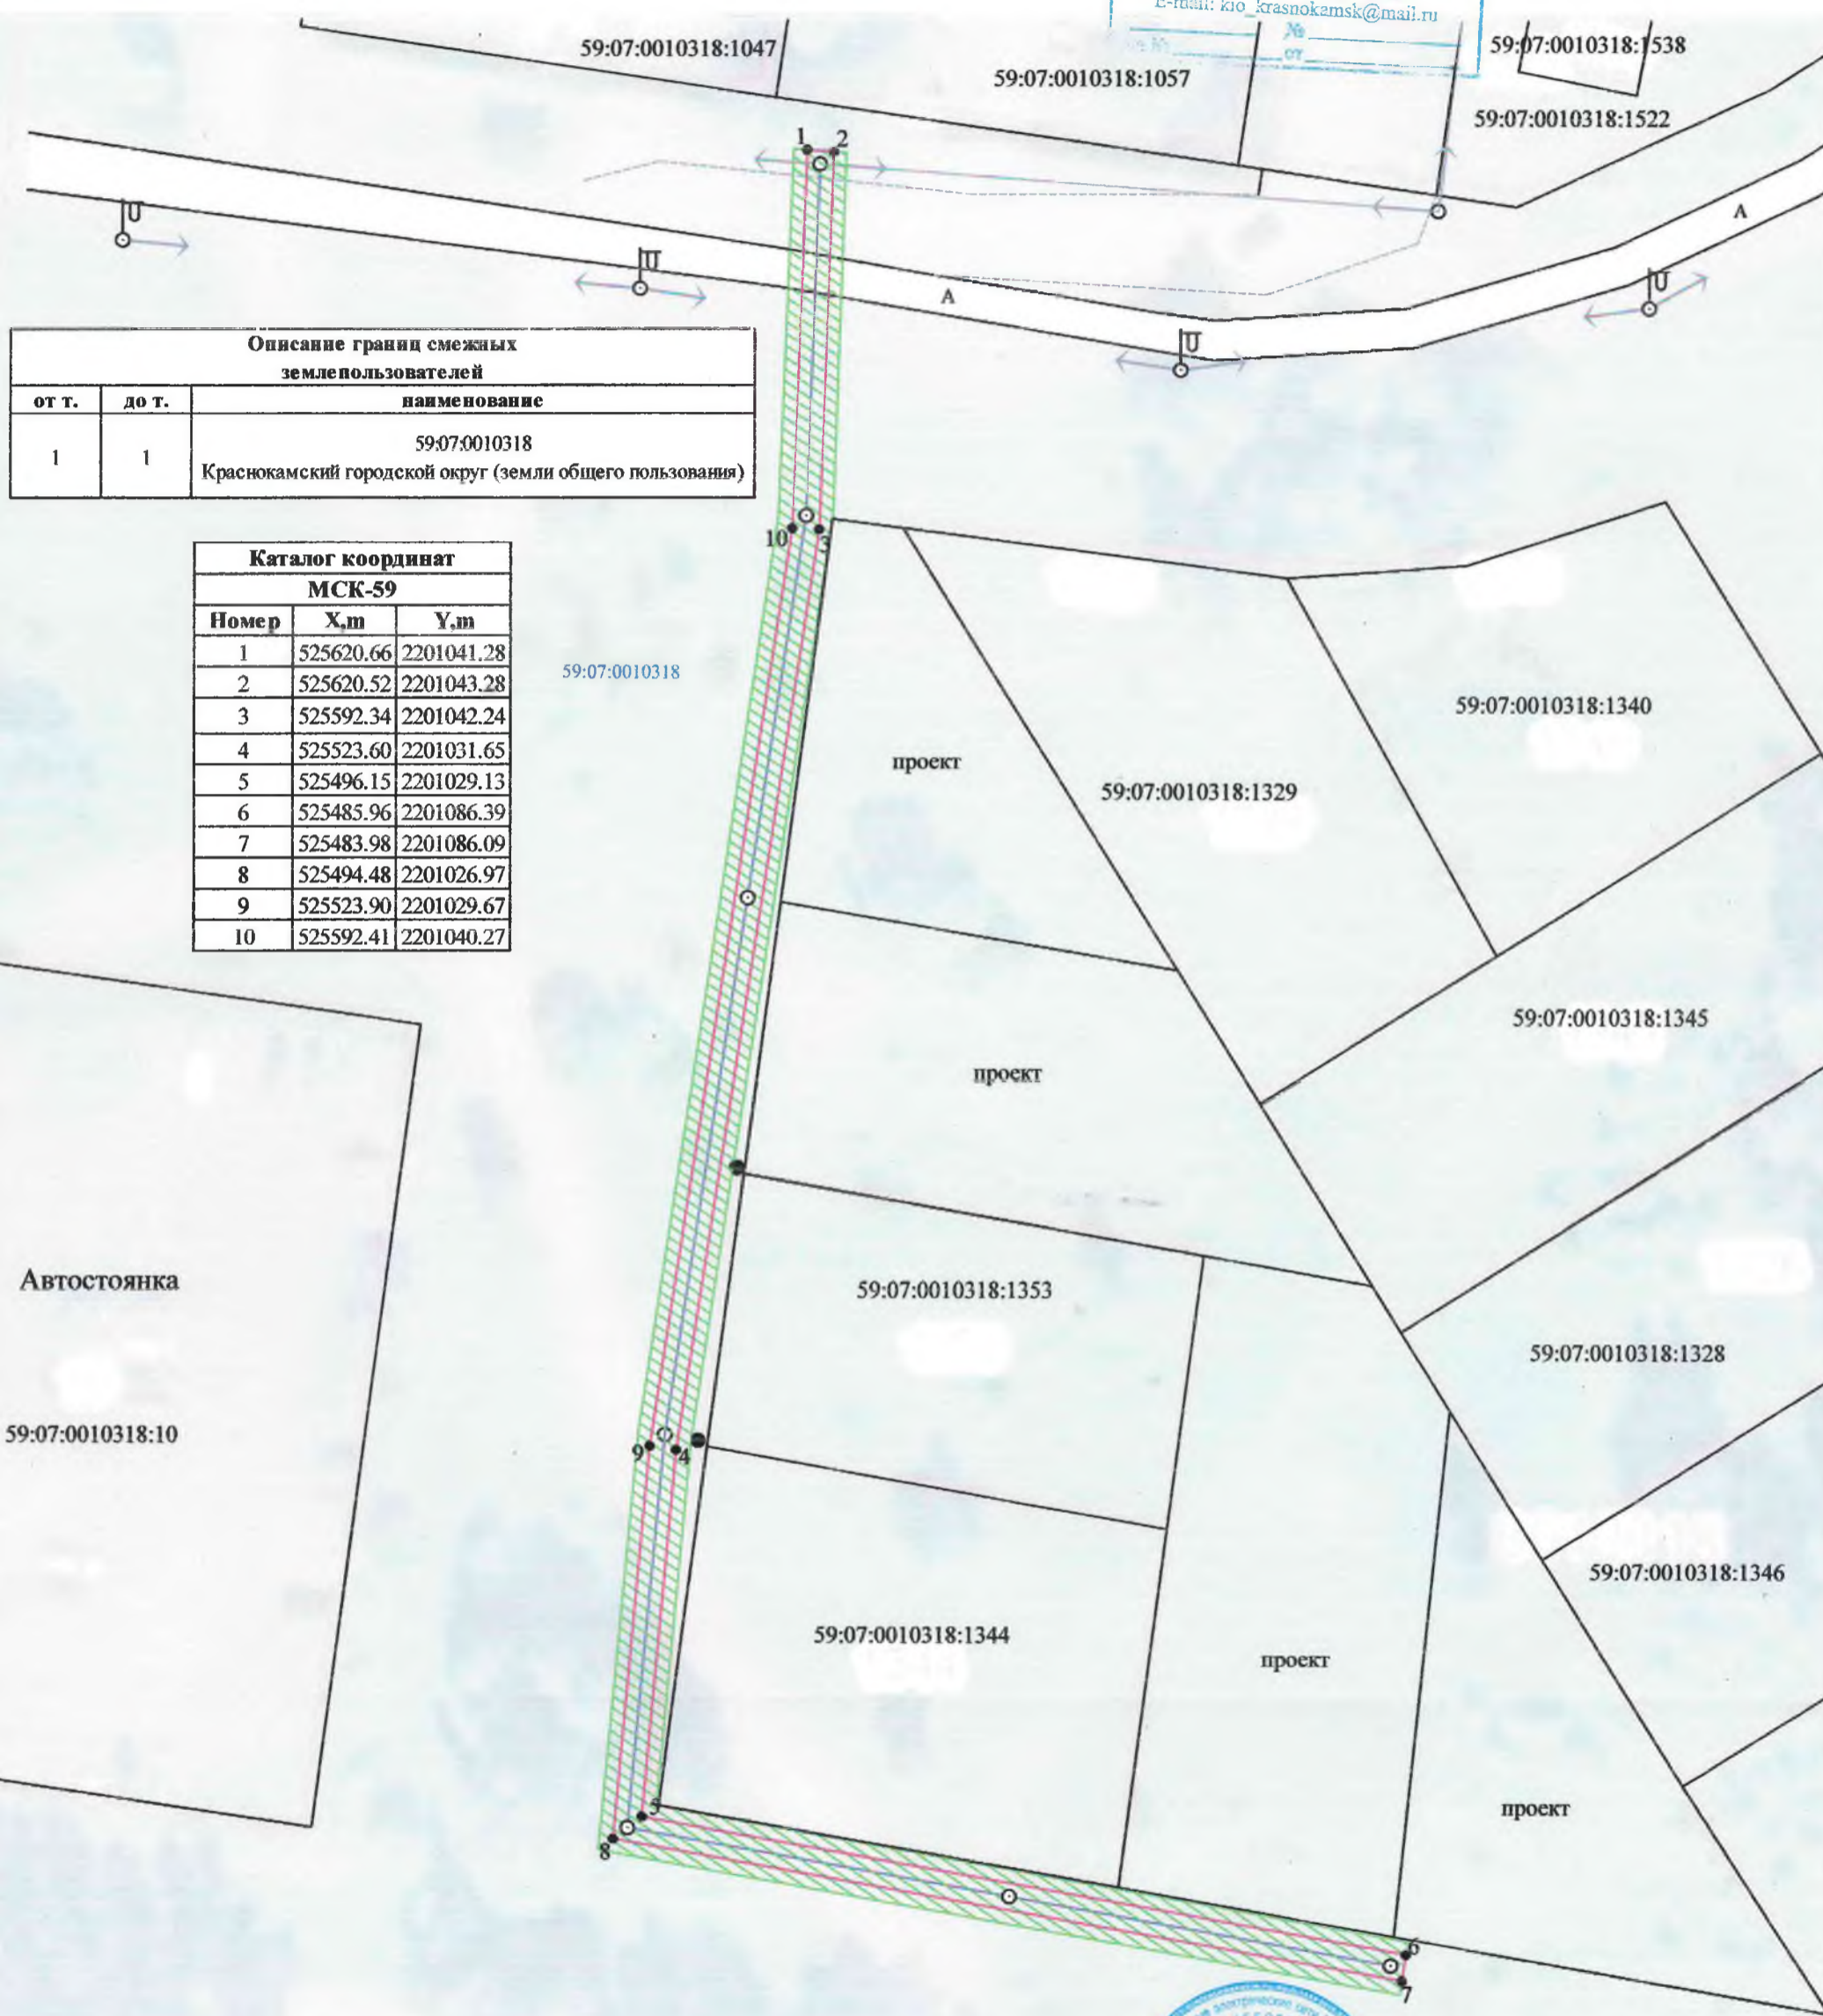 E-mail: kio_krasnokamsk@mail.ru
№
от
59:07:0010318:1047
59:07:0010318:1057
59:07:0010318:1538
59:07:0010318:1522
1 2
A
A
Описание границ смежных
землепользователей
от т. до т. наименование
1 1 59:07:0010318
Краснокамский городской округ (земли общего пользования)
10 3
Каталог координат
МСК-59
Номер X,m Y,m
1 525620.66 2201041.28
2 525620.52 2201043.28
3 525592.34 2201042.24
4 525523.60 2201031.65
5 525496.15 2201029.13
6 525485.96 2201086.39
7 525483.98 2201086.09
8 525494.48 2201026.97
9 525523.90 2201029.67
10 525592.41 2201040.27
59:07:0010318
59:07:0010318:1340
проект
59:07:0010318:1329
59:07:0010318:1345
проект
Автостоянка
59:07:0010318:1353
59:07:0010318:1328
59:07:0010318:10
9 4
59:07:0010318:1346
59:07:0010318:1344
проект
проект
5
8
6
7